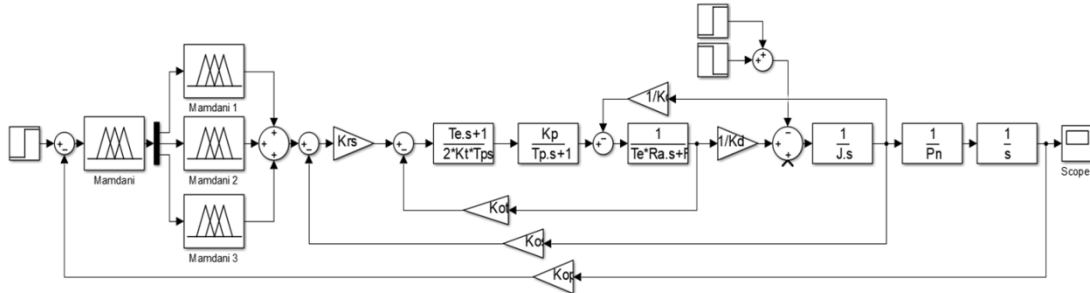 Mamdani
Mamdani 1
Mamdani 2
Mamdani 3
Krs
Te.s+1
2*Kt*Tps
Kp
Tp.s+1
1
Te*Ra.s+F
1/K
1/Kd
1
J.s
1
Pn
1
s
Scope
Ko
Ko
Kop